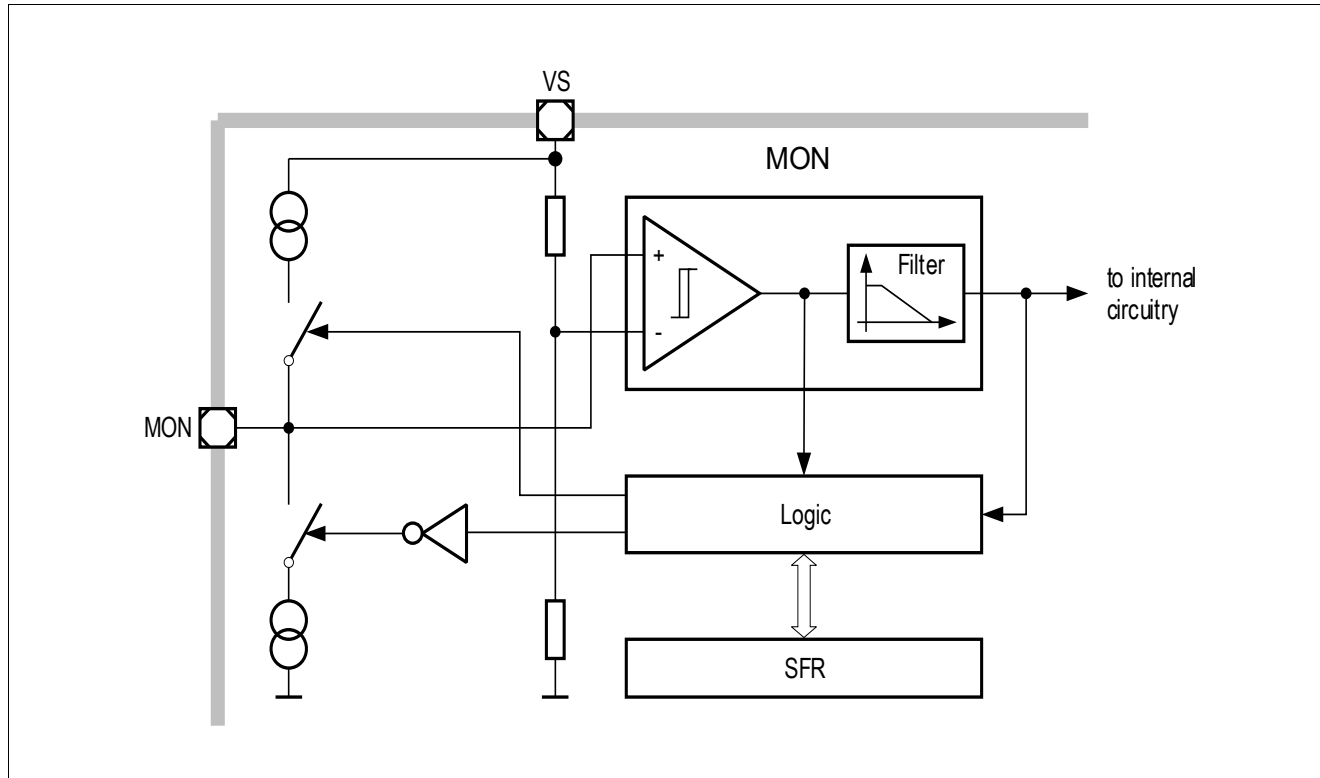 VS
MON
+
Filter
-
to internal
circuitry
MON
Logic
SFR